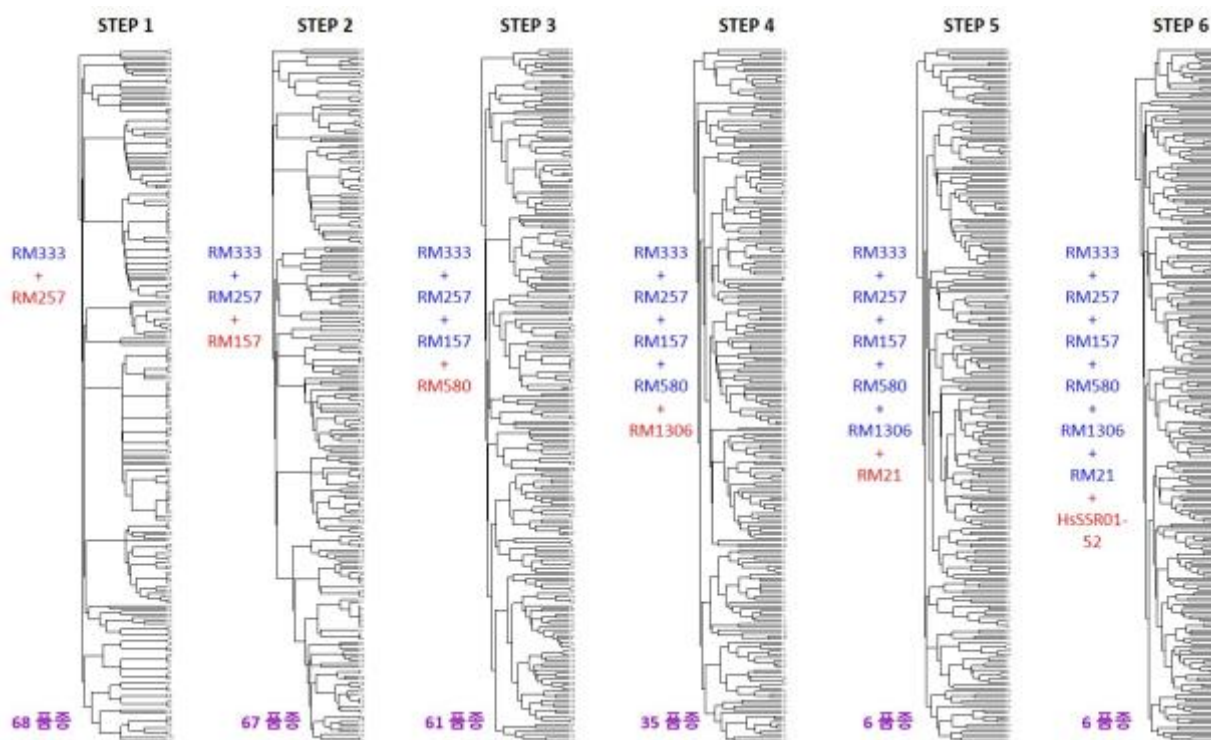 STEP 1
RM333
+
RM257
68 품종
STEP 2
RM333
+
RM257
+
RM157
67 품종
STEP 3
RM333
+
RM257
+
RM157
+
RM580
61 품종
STEP 4
RM333
+
RM257
+
RM157
+
RM580
+
RM1306
35 품종
STEP 5
RM333
+
RM257
+
RM157
+
RM580
+
RM1306
+
RM21
6 품종
STEP 6
RM333
+
RM257
+
RM157
+
RM580
+
RM1306
+
RM21
+
HsSSR01-
52
6 품종